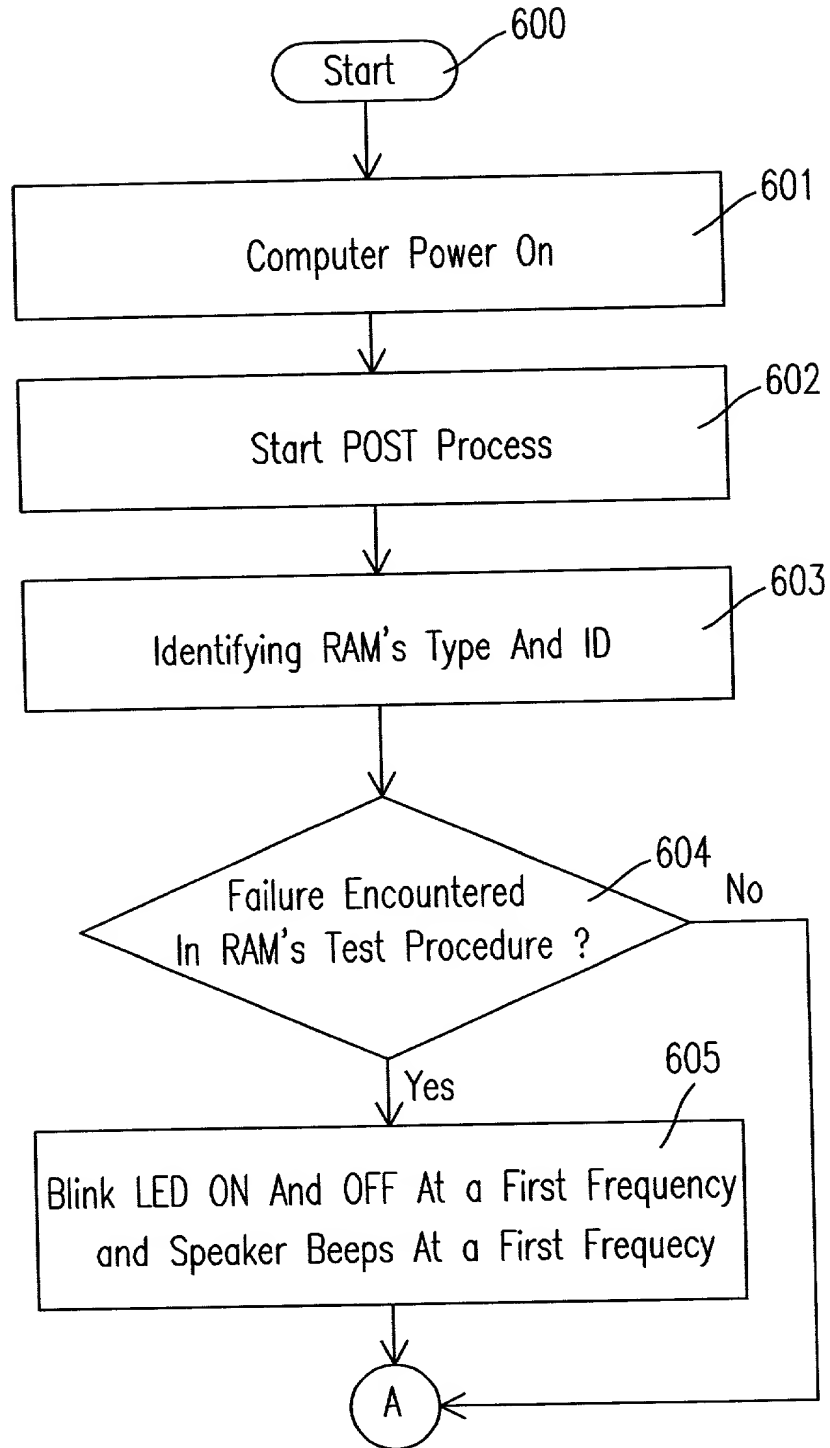 600
Start
601
Computer Power On
602
Start POST Process
603
Identifying RAM's Type And ID
604
Failure Encountered
In RAM's Test Procedure ?
No
Yes
605
Blink LED ON And OFF At a First Frequency
and Speaker Beeps At a First Frequecy
A